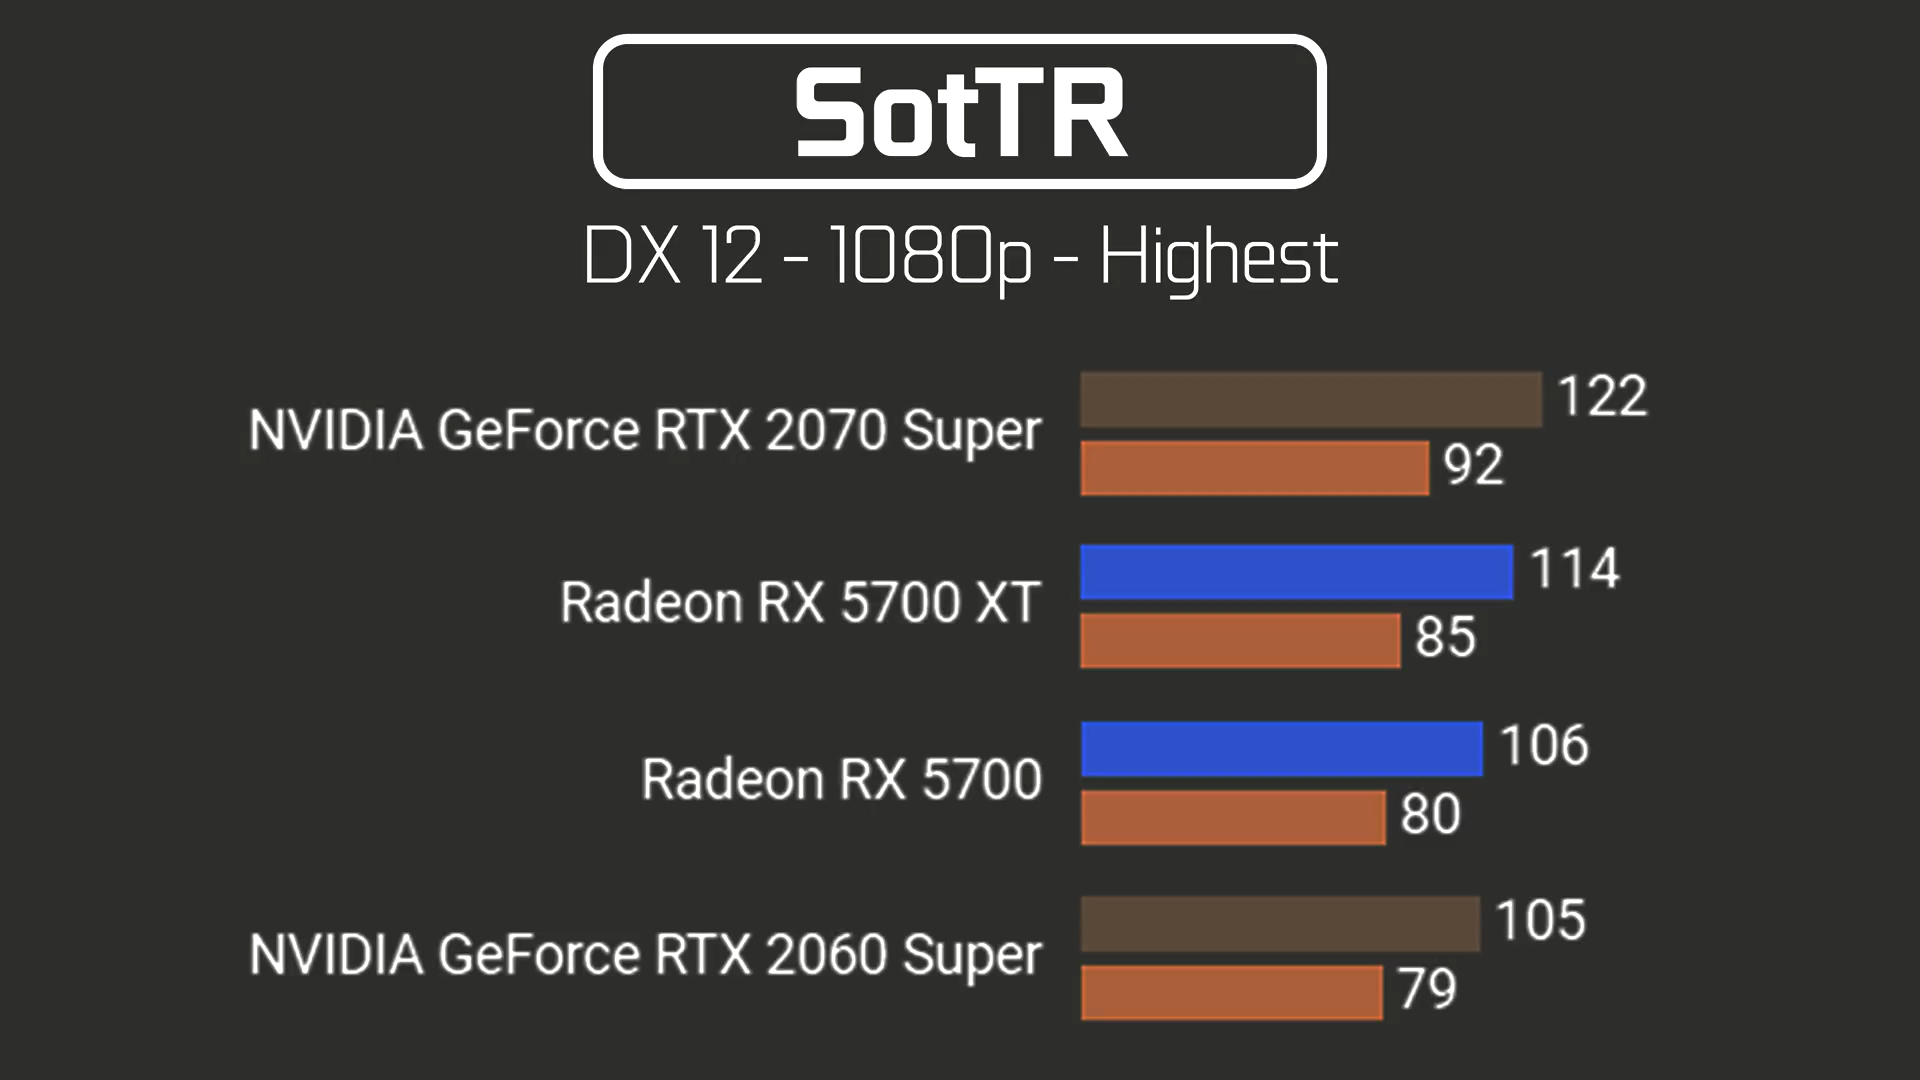 SotTR
DX 12 - 1080p - Highest
NVIDIA GeForce RTX 2070 Super
122
92
Radeon RX 5700 XT
114
85
Radeon RX 5700
106
80
NVIDIA GeForce RTX 2060 Super
105
79